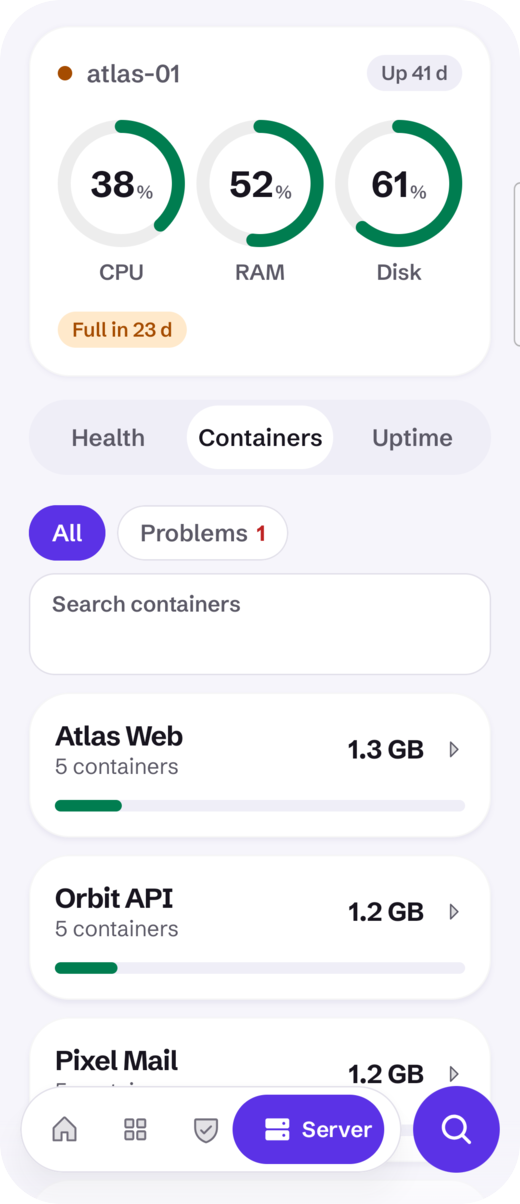 atlas-01
Up 41 d
38%
52%
61%
CPU
RAM
Disk
Full in 23 d
Health
Containers
Uptime
All
Problems 1
Search containers
Atlas Web
1.3 GB
5 containers
Orbit API
1.2 GB
5 containers
Pixel Mail
1.2 GB
Server